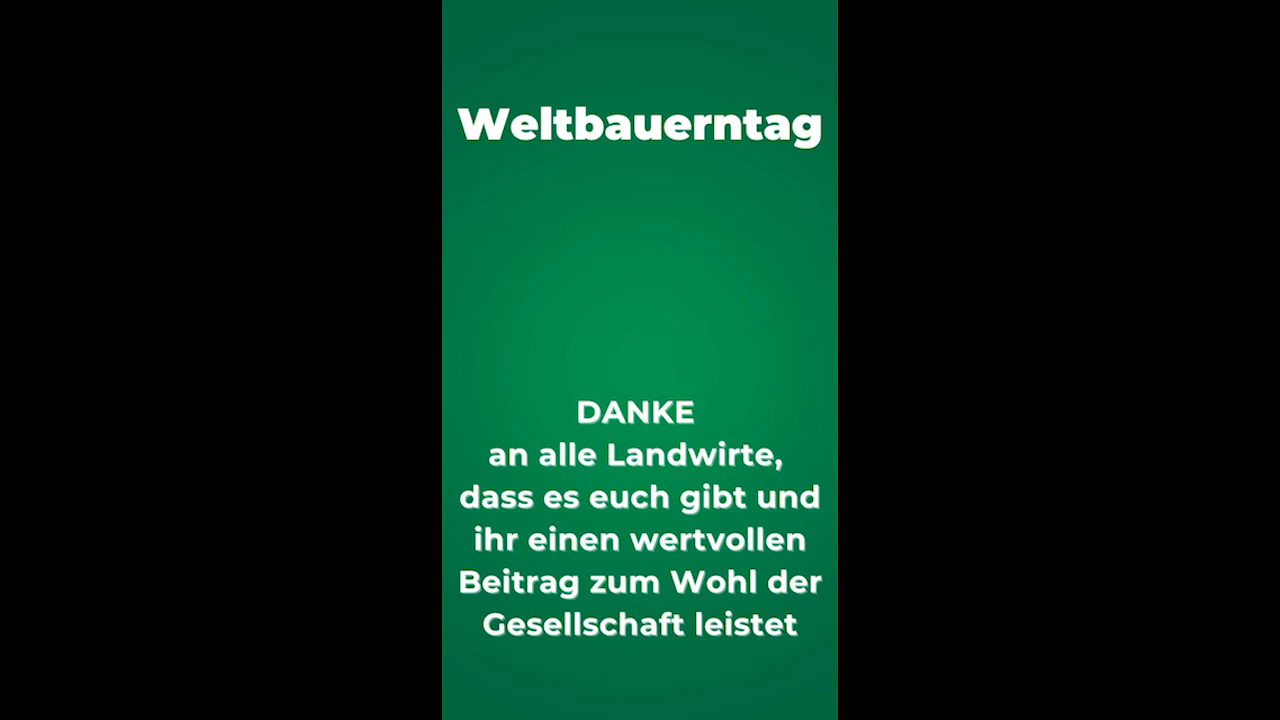 Weltbauerntag
DANKE
an alle Landwirte,
dass es euch gibt und
ihr einen wertvollen
Beitrag zum Wohl der
Gesellschaft leistet